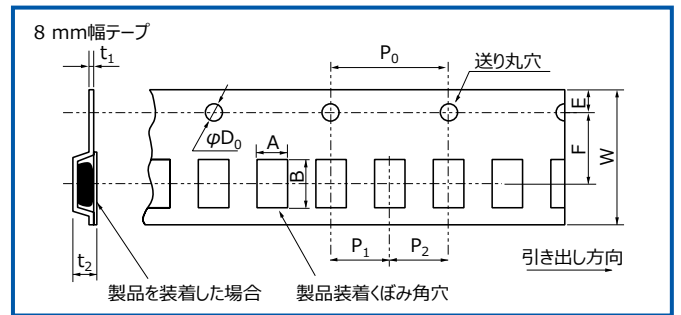 8 mm幅テープ
t1
P0
送り丸穴
E
φD0
A
F
W
B
P1
P2
引き出し方向
t2
製品を装着した場合
製品装着くぼみ角穴